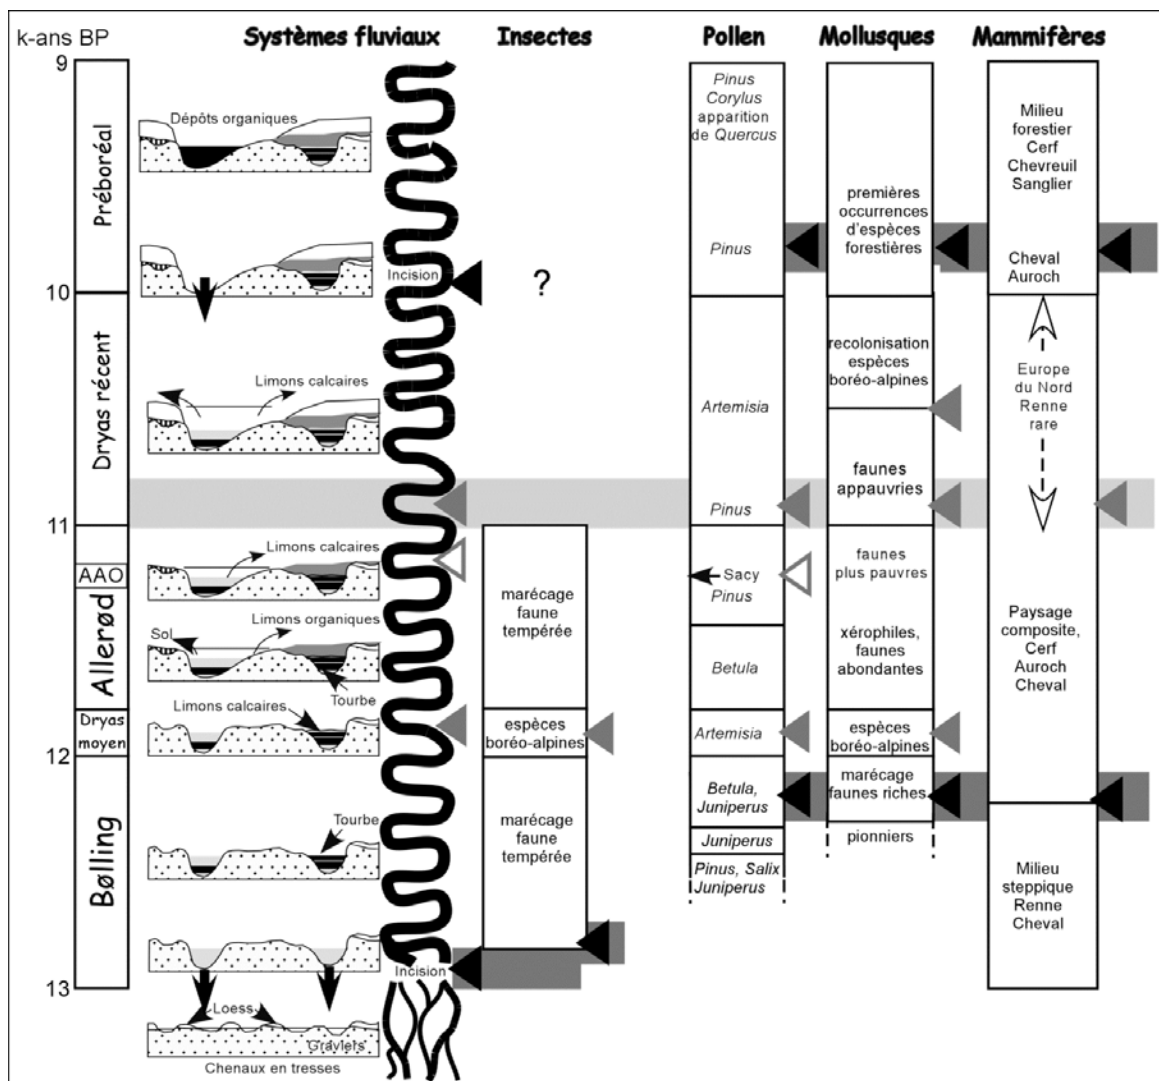 k-ans BP
Systèmes fluviaux
Insectes
Pollen
Mollusques
Mammifères
9
10
11
12
13
Préboréal
Dryas récent
AAO
Allerød
Dryas
moyen
Bølling
Dépôts organiques
Incision
Limons calcaires
Limons calcaires
Sol
Limons organiques
Tourbe
Limons calcaires
Tourbe
Incision
Loess
Graviers
Chenaux en tresses
?
marécage
faune
tempérée
espèces
boréo-alpines
marécage
faune
tempérée
Pinus
Corylus
apparition
de Quercus
Pinus
Artemisia
Pinus
Sacy
Pinus
Betula
Artemisia
Betula,
Juniperus
Juniperus
Pinus, Salix
Juniperus
premières
occurrences
d'espèces
forestières
recolonisation
espèces
boréo-alpines
faunes
appauvries
faunes
plus pauvres
xérophiles,
faunes
abondantes
espèces
boréo-alpines
marécage
faunes riches
pionniers
Milieu
forestier
Cerf
Chevreuil
Sanglier
Cheval
Auroch
Europe
du Nord
Renne
rare
Paysage
composite,
Cerf
Auroch
Cheval
Milieu
steppique
Renne
Cheval